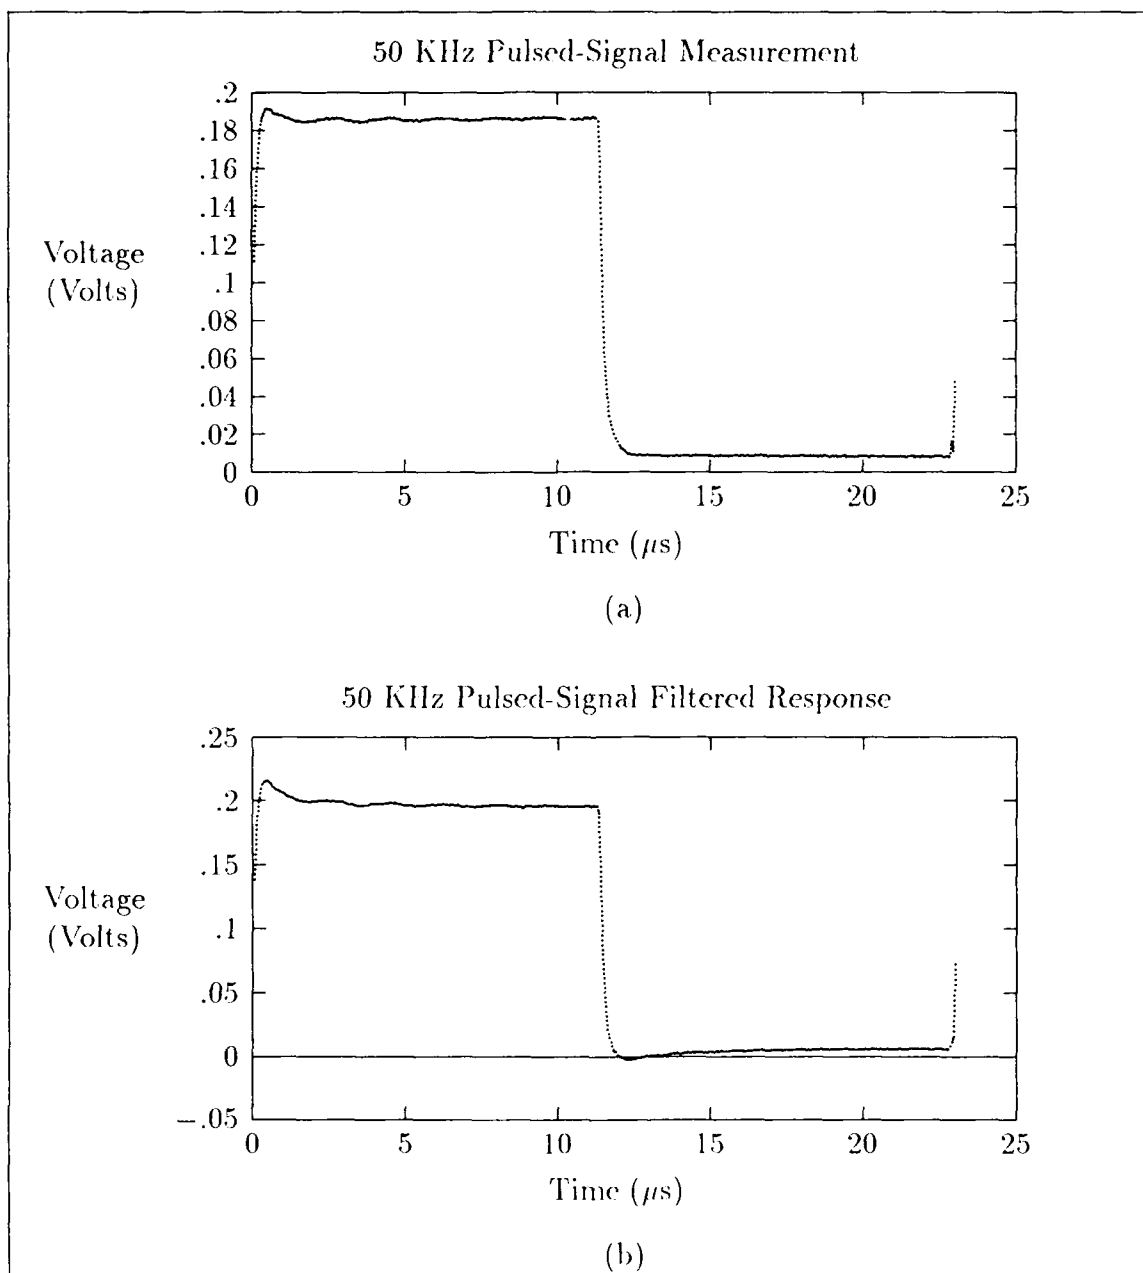 50 KHz Pulsed-Signal Measurement
.2
.18
.16
.14
.12
.1
.08
.06
.04
.02
0
Voltage
(Volts)
0 5 10 15 20 25
Time (μs)
(a)
50 KHz Pulsed-Signal Filtered Response
.25
.2
.15
.1
.05
0
−.05
Voltage
(Volts)
0 5 10 15 20 25
Time (μs)
(b)